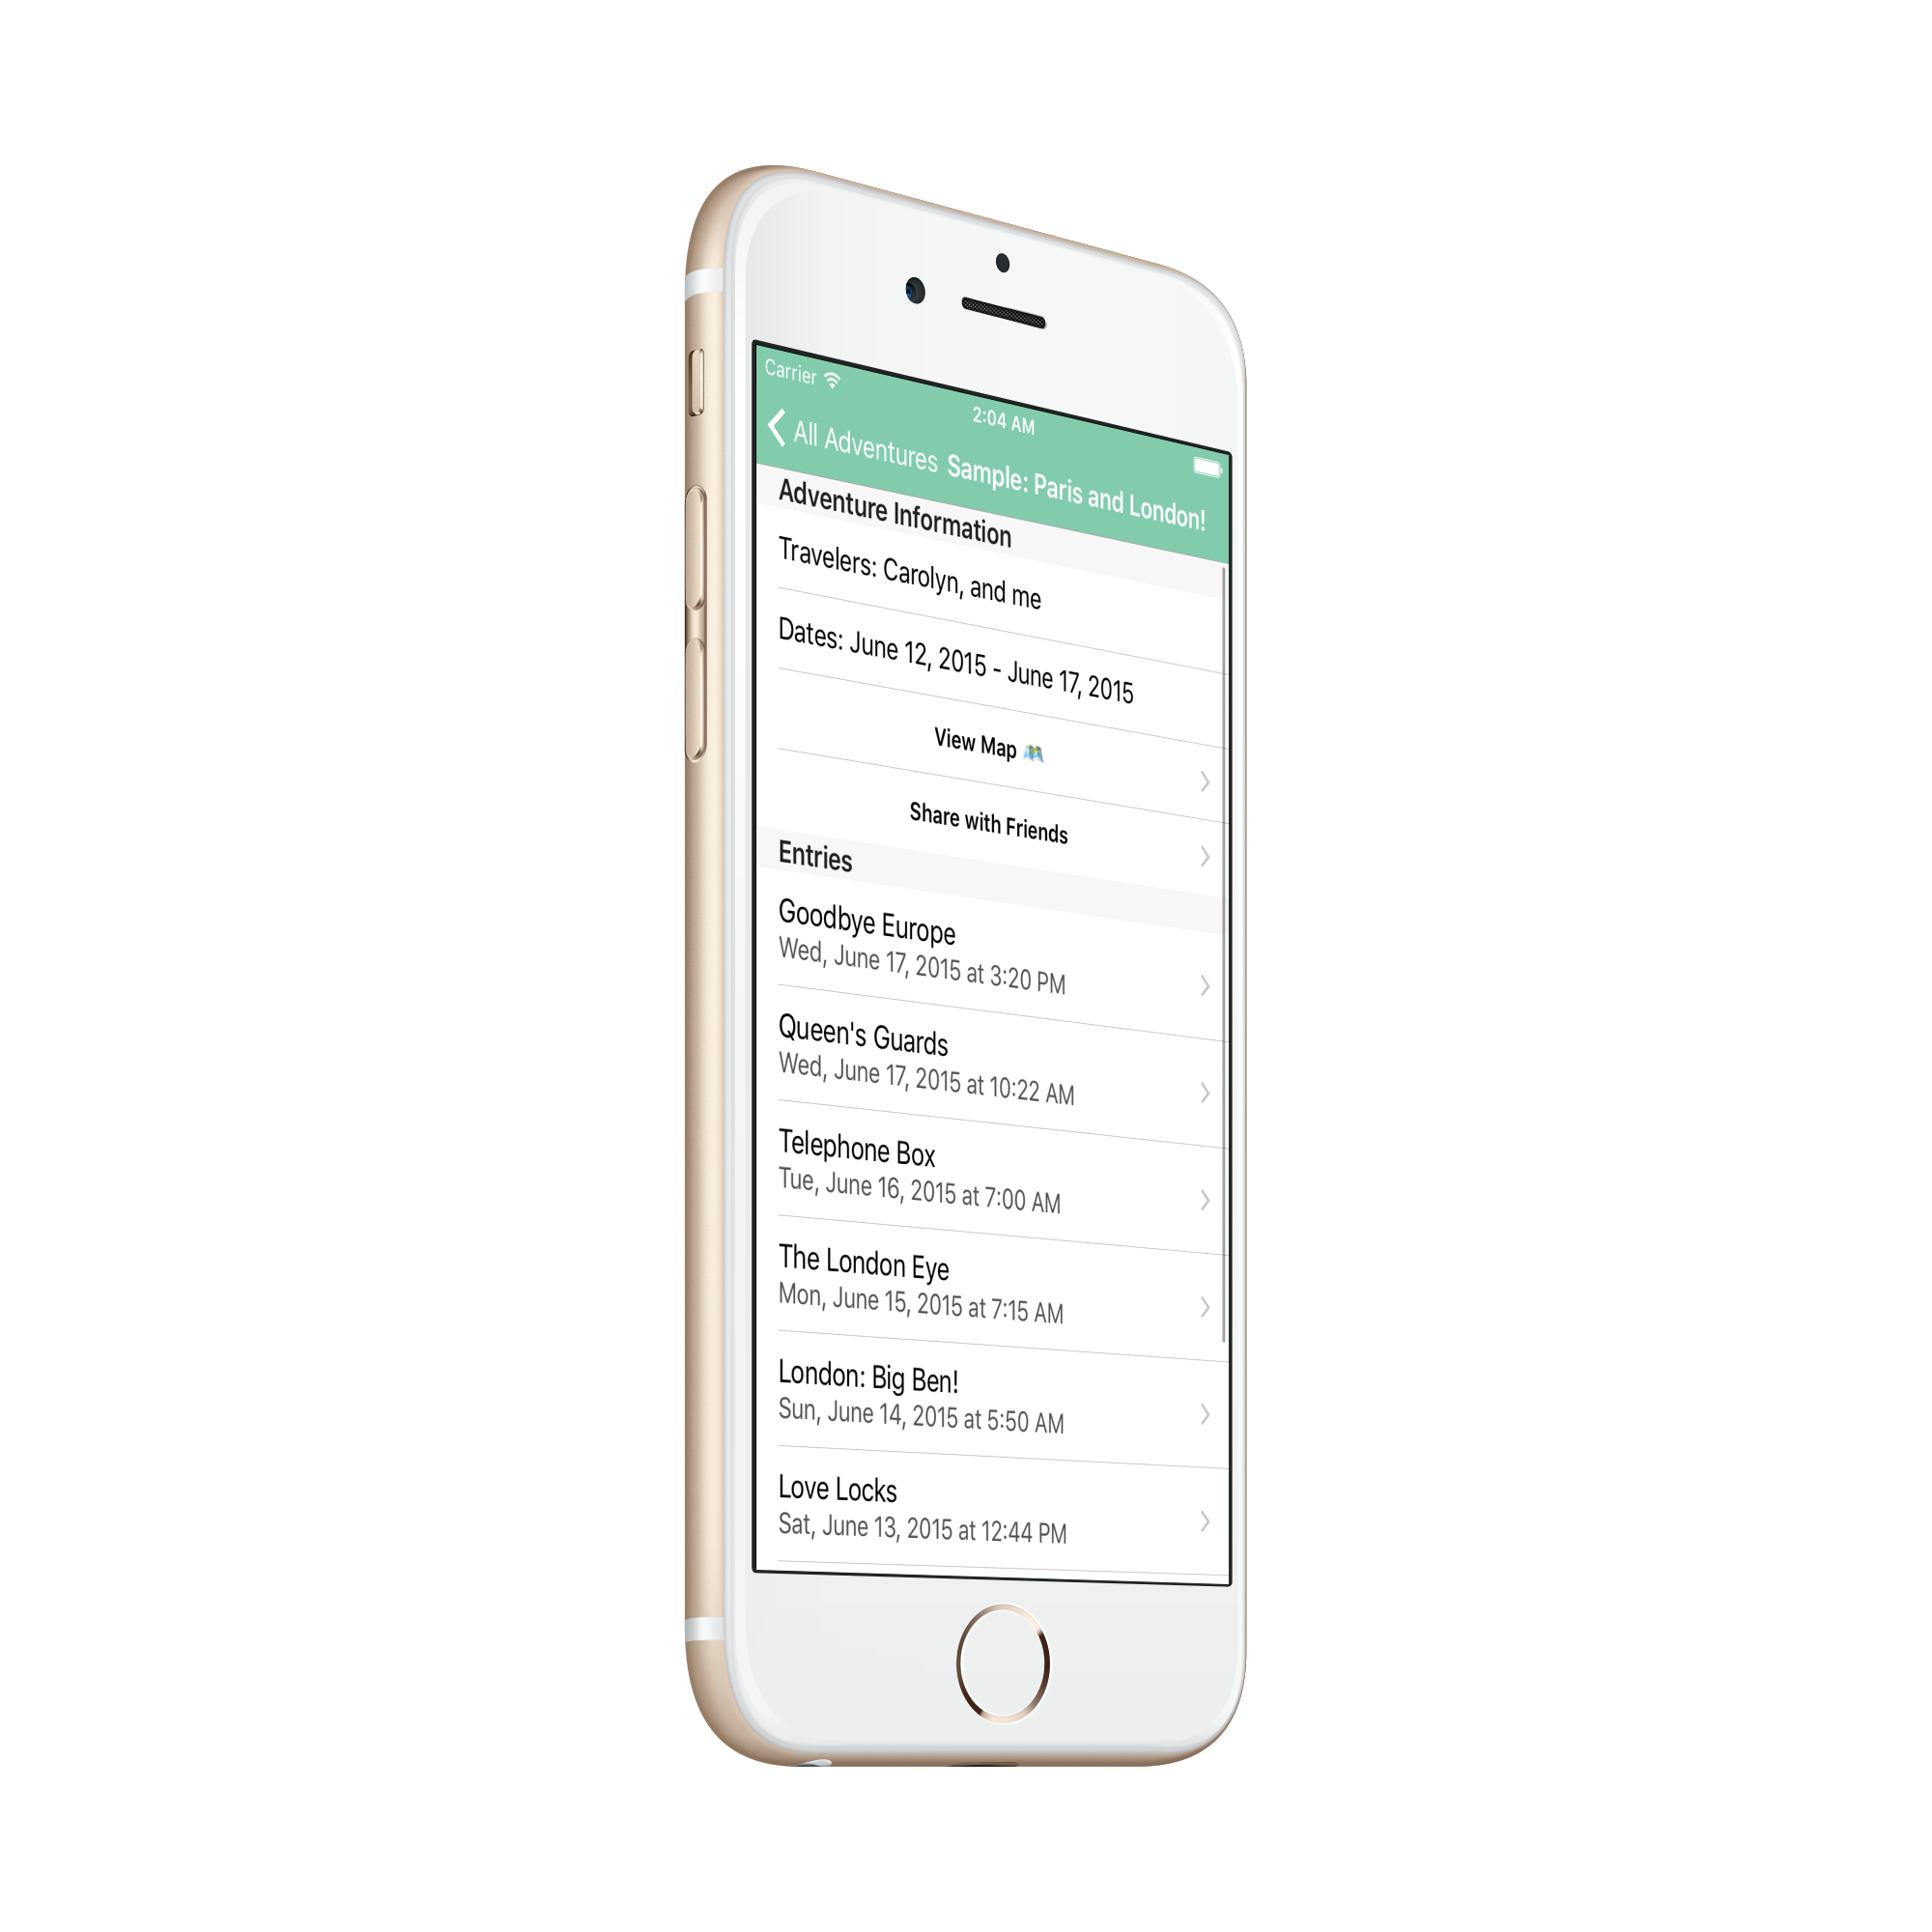 Carrier
2:04 AM
All Adventures Sample: Paris and London!
Adventure Information
Travelers: Carolyn, and me
Dates: June 12, 2015 - June 17, 2015
View Map
Share with Friends
Entries
Goodbye Europe
Wed, June 17, 2015 at 3:20 PM
Queen's Guards
Wed, June 17, 2015 at 10:22 AM
Telephone Box
Tue, June 16, 2015 at 7:00 AM
The London Eye
Mon, June 15, 2015 at 7:15 AM
London: Big Ben!
Sun, June 14, 2015 at 5:50 AM
Love Locks
Sat, June 13, 2015 at 12:44 PM